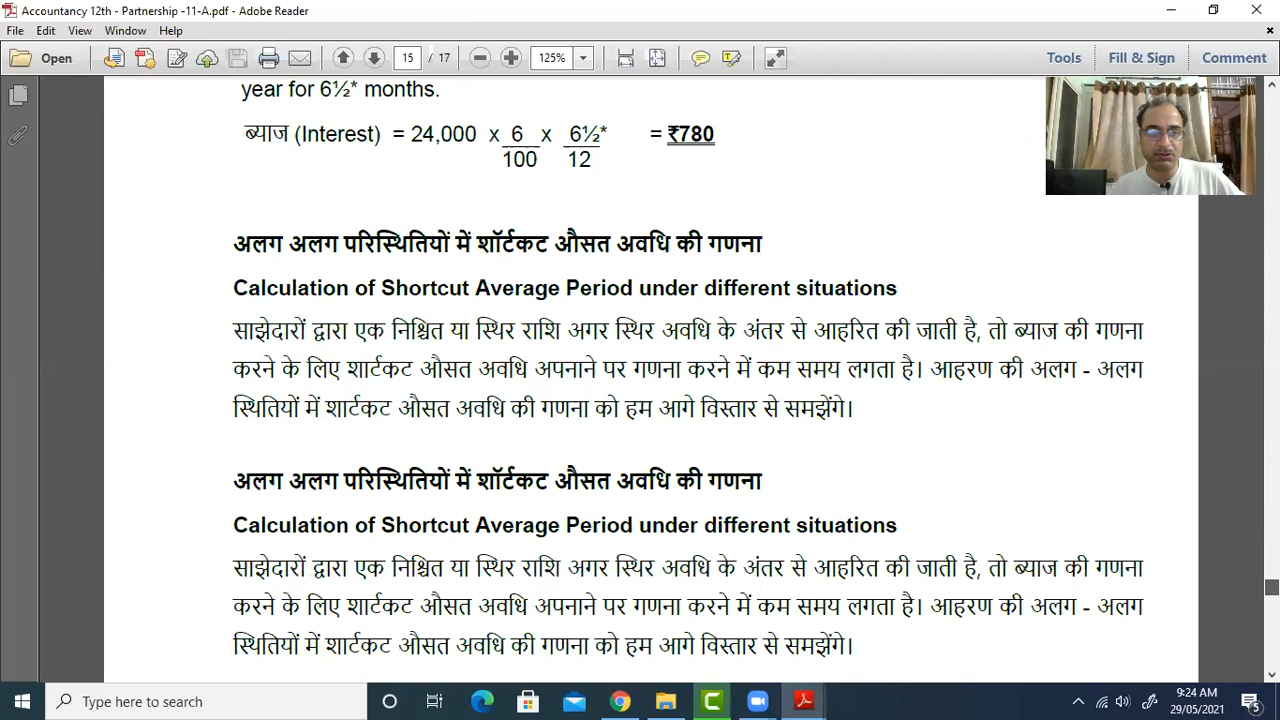 Accountancy 12th - Partnership -11-A.pdf - Adobe Reader
File Edit View Window Help
Open 15 / 17 125% Tools Fill & Sign Comment
year for 6½* months.
ब्याज (Interest) = 24,000 x 6 x 6½* = ₹780
100 12
अलग अलग परिस्थितियों में शॉर्टकट औसत अवधि की गणना
Calculation of Shortcut Average Period under different situations
साझेदारों द्वारा एक निश्चित या स्थिर राशि अगर स्थिर अवधि के अंतर से आहरित की जाती है, तो ब्याज की गणना
करने के लिए शार्टकट औसत अवधि अपनाने पर गणना करने में कम समय लगता है। आहरण की अलग - अलग
स्थितियों में शार्टकट औसत अवधि की गणना को हम आगे विस्तार से समझेंगे।
अलग अलग परिस्थितियों में शॉर्टकट औसत अवधि की गणना
Calculation of Shortcut Average Period under different situations
साझेदारों द्वारा एक निश्चित या स्थिर राशि अगर स्थिर अवधि के अंतर से आहरित की जाती है, तो ब्याज की गणना
करने के लिए शार्टकट औसत अवधि अपनाने पर गणना करने में कम समय लगता है। आहरण की अलग - अलग
स्थितियों में शार्टकट औसत अवधि की गणना को हम आगे विस्तार से समझेंगे।
Type here to search
9:24 AM
29/05/2021
5